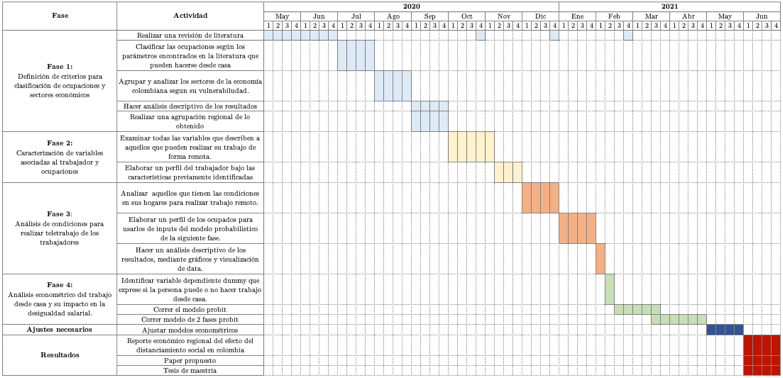 Fase Actividad 2020 2021
May Jun Jul Ago Sep Oct Nov Dic Ene Feb Mar Abr May Jun
1 2 3 4 1 2 3 4 1 2 3 4 1 2 3 4 1 2 3 4 1 2 3 4 1 2 3 4 1 2 3 4 1 2 3 4 1 2 3 4 1 2 3 4 1 2 3 4 1 2 3 4 1 2 3 4
Fase 1:
Definición de criterios para
clasificación de ocupaciones y
sectores económicos
Realizar una revisión de literatura
Clasificar las ocupaciones según los
parámetros encontrados en la literatura que
pueden hacerse desde casa
Agrupar y analizar los sectores de la economía
colombiana segun su vulnerabiludad.
Hacer análisis descriptivo de los resultados
Realizar una agrupación regional de lo
obtenido
Fase 2:
Caracterización de variables
asociadas al trabajador y
ocupaciones
Examinar todas las variables que describen a
aquellos que pueden realizar su trabajo de
forma remota.
Elaborar un perfil del trabajador bajo las
características previamente identificadas
Fase 3:
Análisis de condiciones para
realizar teletrabajo de los
trabajadores
Analizar aquellos que tienen las condiciones
en sus hogares para realizar trabajo remoto.
Elaborar un perfil de los ocupados para
usarlos de inputs del modelo probabilístico
de la siguiente fase.
Hacer un análisis descriptivo de los
resultados, mediante gráficos y visualización
de data.
Fase 4:
Análisis econométrico del trabajo
desde casa y su impacto en la
desigualdad salarial.
Identificar variable dependiente dummy que
exprese si la persona puede o no hacer trabajo
desde casa.
Correr el modelo probit
Correr modelo de 2 fases probit
Ajustes necesarios Ajustar modelos econométricos
Resultados
Reporte económico regional del efecto del
distanciamiento social en colombia
Paper propuesto
Tesis de maestría